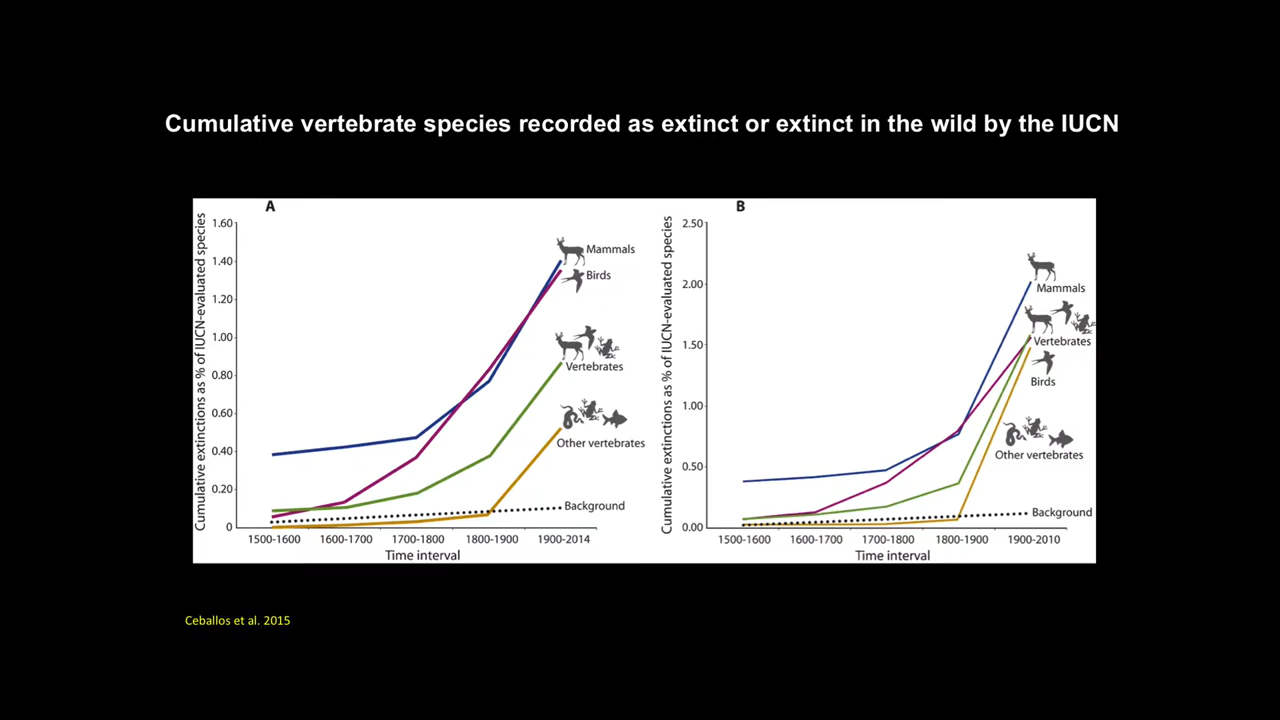 Cumulative vertebrate species recorded as extinct or extinct in the wild by the IUCN
A
Cumulative extinctions as % of IUCN-evaluated species
1.60
1.40
1.20
1.00
0.80
0.60
0.40
0.20
0
Mammals
Birds
Vertebrates
Other vertebrates
Background
1500-1600
1600-1700
1700-1800
1800-1900
1900-2014
Time interval
B
Cumulative extinctions as % of IUCN-evaluated species
2.50
2.00
1.50
1.00
0.50
0.00
Mammals
Vertebrates
Birds
Other vertebrates
Background
1500-1600
1600-1700
1700-1800
1800-1900
1900-2010
Time interval
Ceballos et al. 2015